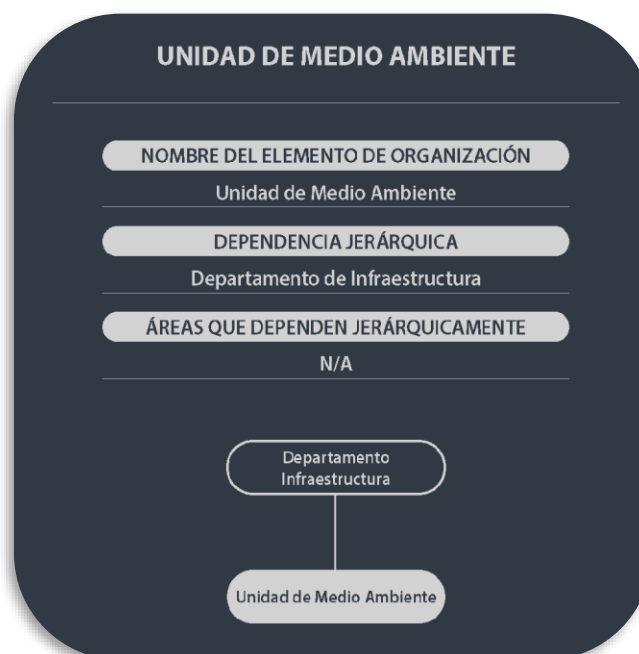 UNIDAD DE MEDIO AMBIENTE
NOMBRE DEL ELEMENTO DE ORGANIZACIÓN
Unidad de Medio Ambiente
DEPENDENCIA JERÁRQUICA
Departamento de Infraestructura
ÁREAS QUE DEPENDEN JERÁRQUICAMENTE
N/A
Departamento
Infraestructura
Unidad de Medio Ambiente